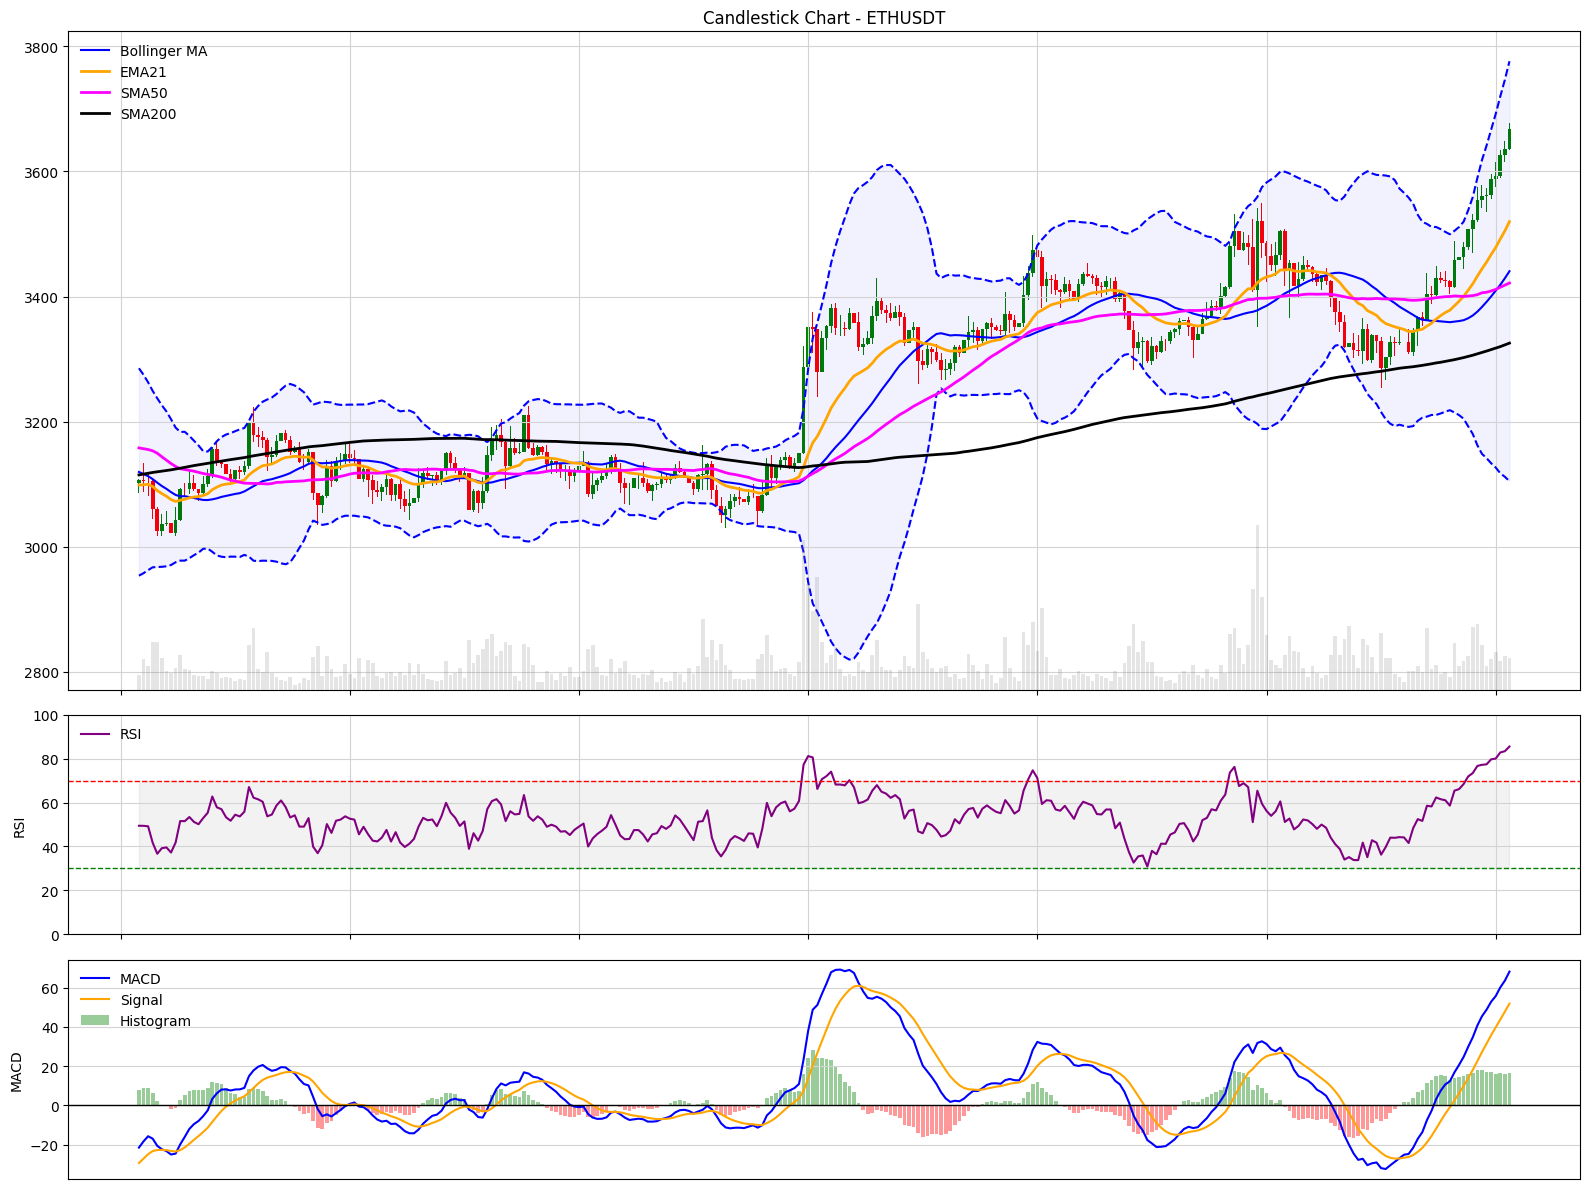 Candlestick Chart - ETHUSDT
3800
3600
3400
3200
3000
2800
Bollinger MA
EMA21
SMA50
SMA200
100
80
60
40
20
0
RSI
RSI
60
40
20
0
−20
MACD
MACD
Signal
Histogram